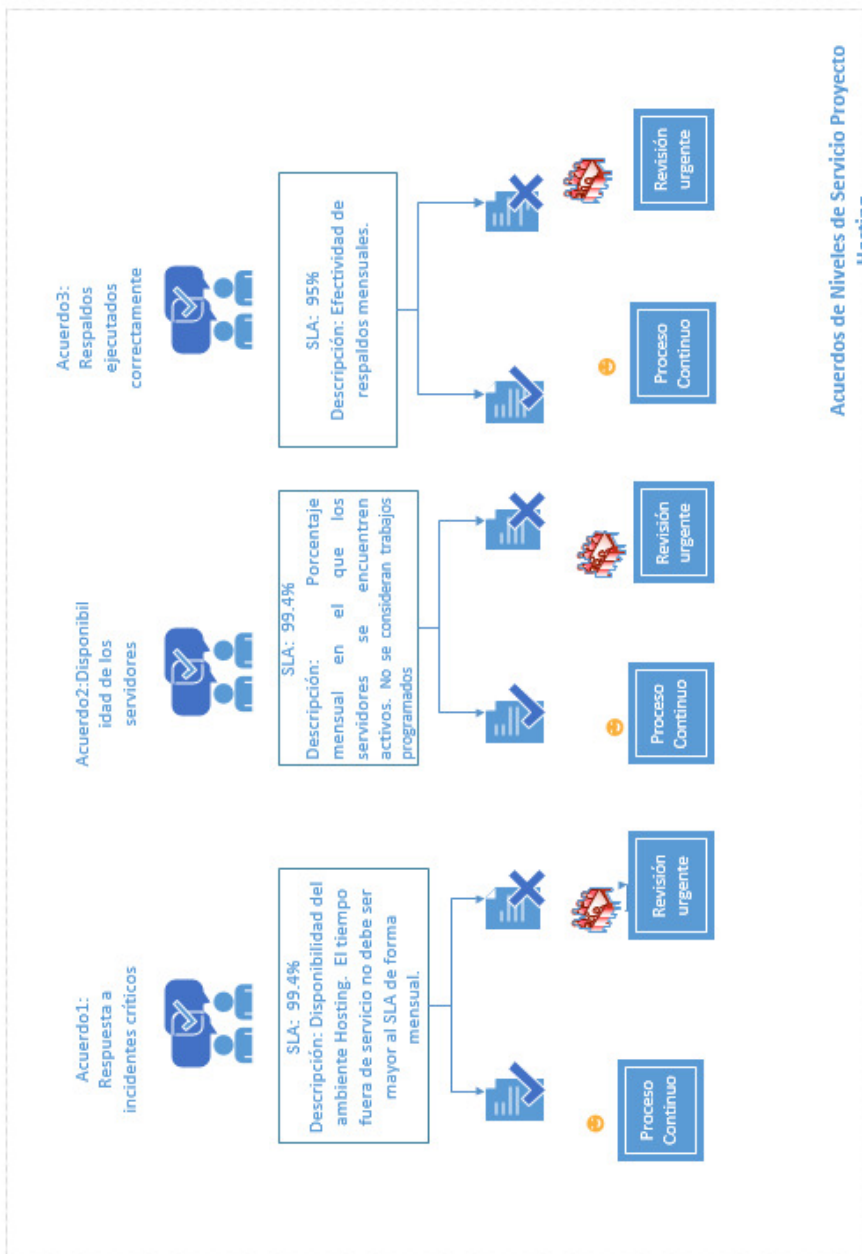 Acuerdo1:
Respuesta a
incidentes críticos
SLA: 99.4%
Descripción: Disponibilidad del
ambiente Hosting. El tiempo
fuera de servicio no debe ser
mayor al SLA de forma
mensual.
Proceso
Continuo
Revisión
urgente
Acuerdo2:Disponibil
idad de los
servidores
SLA: 99.4%
Descripción: Porcentaje
mensual en el que los
servidores se encuentren
activos. No se consideran trabajos
programados
Proceso
Continuo
Revisión
urgente
Acuerdo3:
Respaldos
ejecutados
correctamente
SLA: 95%
Descripción: Efectividad de
respaldos mensuales.
Proceso
Continuo
Revisión
urgente
Acuerdos de Niveles de Servicio Proyecto